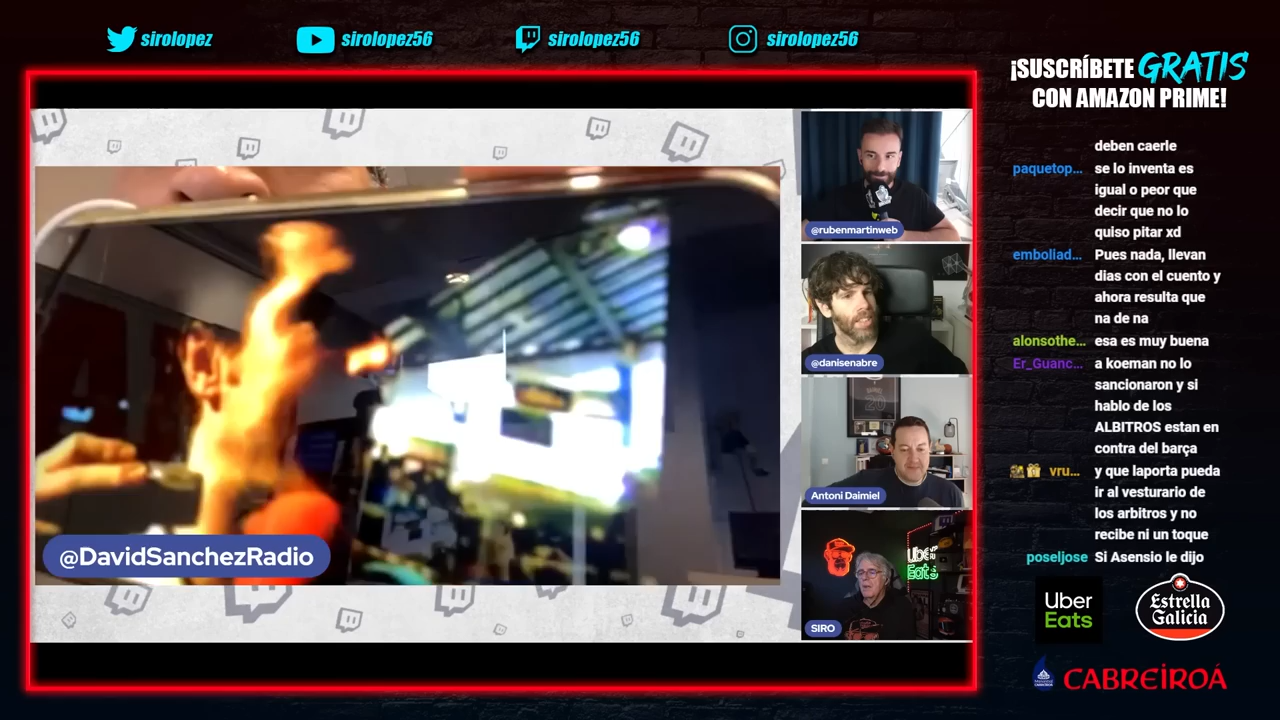 sirolopez
sirolopez56
sirolopez56
sirolopez56
¡SUSCRÍBETE GRATIS
CON AMAZON PRIME!
@rubenmartinweb
@danisenabre
Antoni Daimiel
Uber
Eats
SIRO
@DavidSanchezRadio
deben caerle
paquetop... se lo inventa es
igual o peor que
decir que no lo
quiso pitar xd
embollad... Pues nada, llevan
dias con el cuento y
ahora resulta que
na de na
alonsothe... esa es muy buena
Er_Guanc... a koeman no lo
sancionaron y si
hablo de los
ALBITROS estan en
contra del barça
vru... y que laporta pueda
ir al vesturario de
los arbitros y no
recibe ni un toque
poseljose Si Asensio le dijo
Uber
Eats
Estrella
Galicia
CABREIROÁ